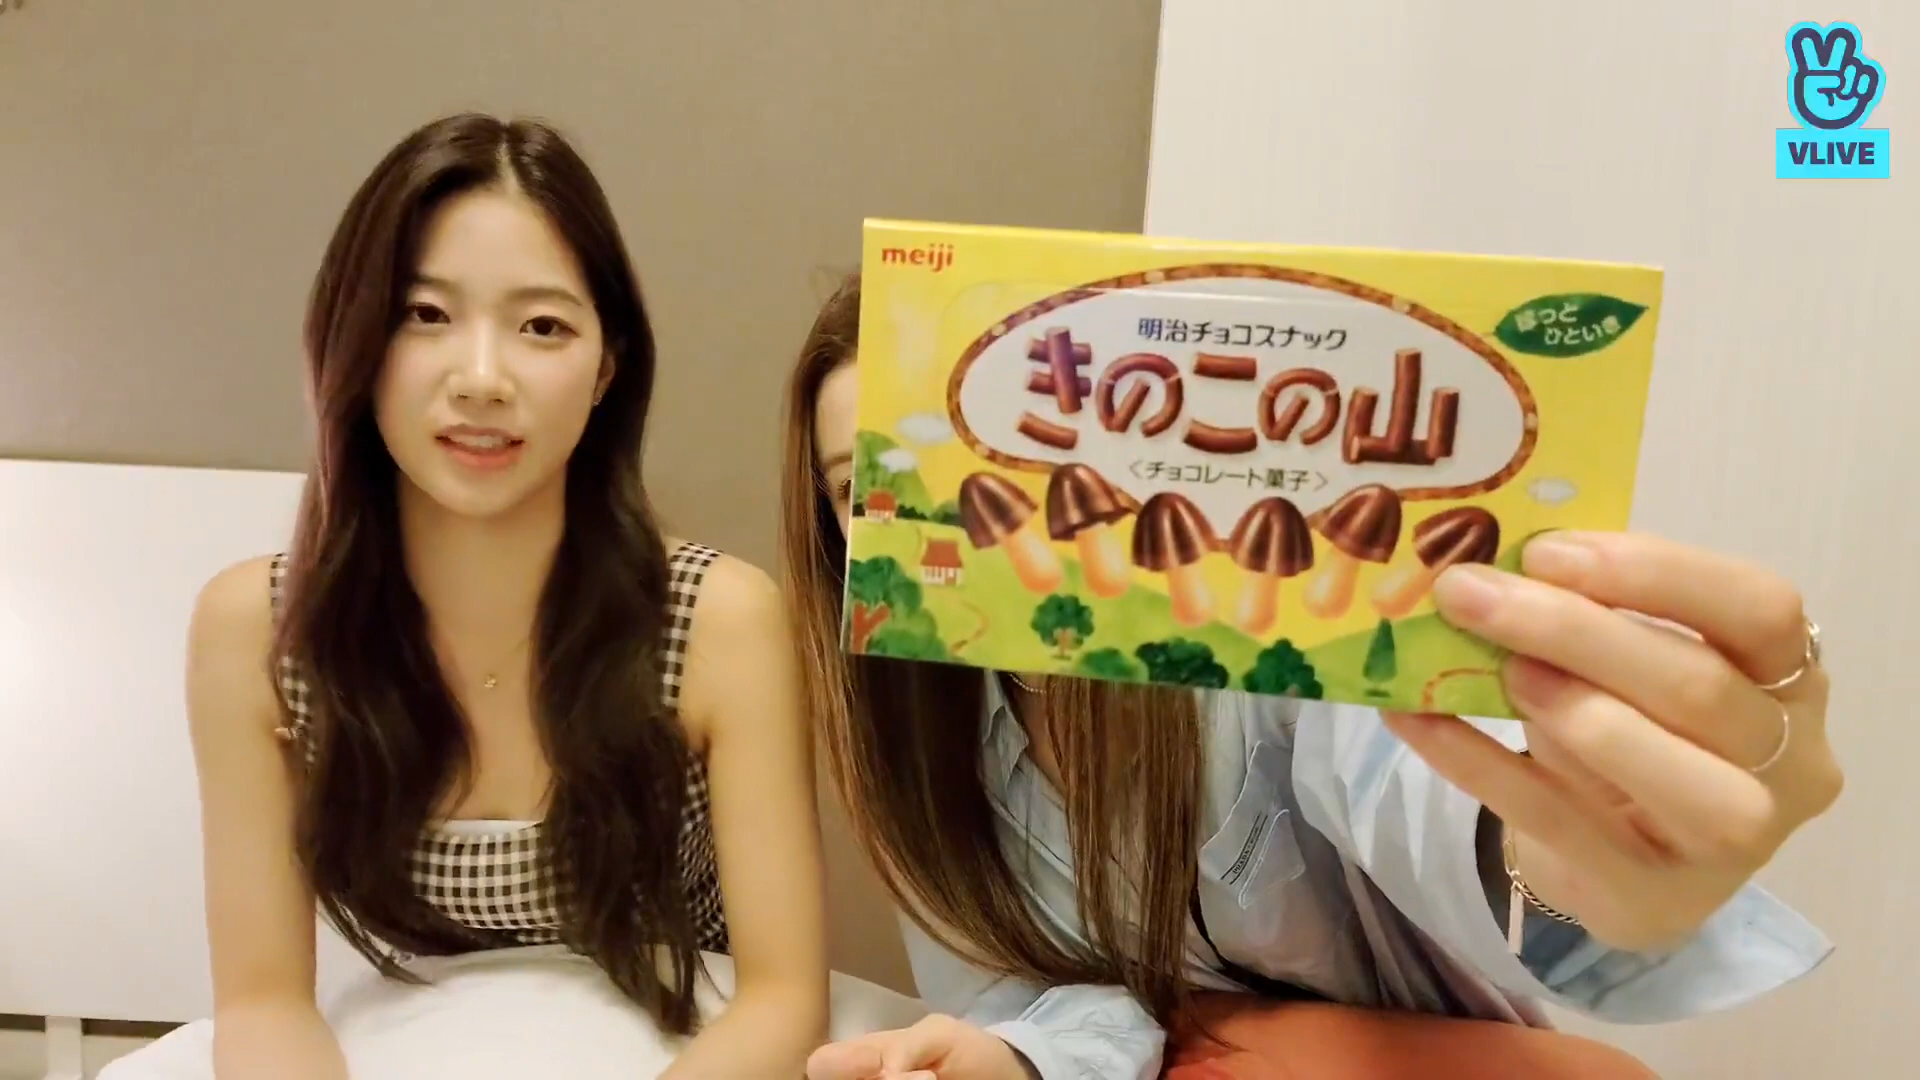 VLIVE
meiji
明治チョコスナック
きのこの山
〈チョコレート菓子〉
ほっと
ひといき